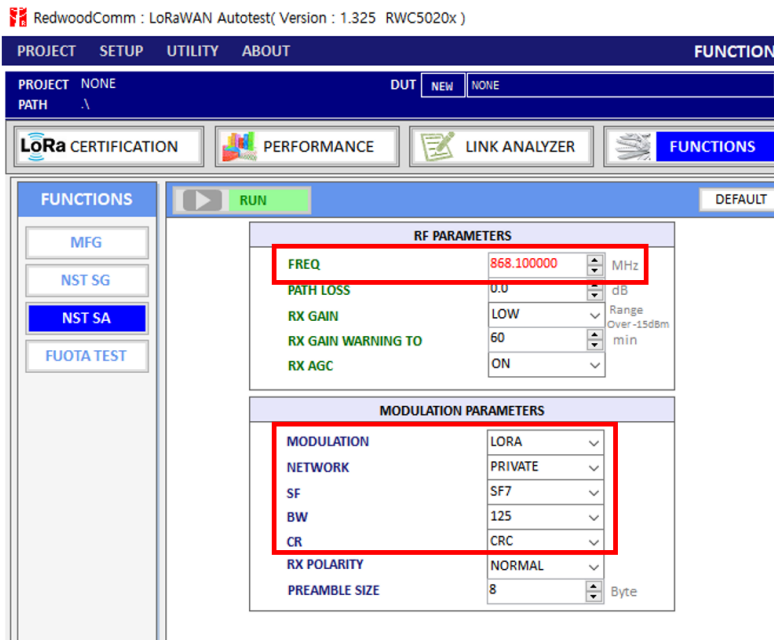 RedwoodComm : LoRaWAN Autotest( Version : 1.325 RWC5020x )
PROJECT SETUP UTILITY ABOUT FUNCTION
PROJECT NONE DUT NEW NONE
PATH .\
LoRa CERTIFICATION PERFORMANCE LINK ANALYZER FUNCTIONS
FUNCTIONS RUN DEFAULT
MFG
NST SG
NST SA
FUOTA TEST
RF PARAMETERS
FREQ 868.100000 MHz
PATH LOSS 0.0 dB
RX GAIN LOW Range
Over -15dBm
RX GAIN WARNING TO 60 min
RX AGC ON
MODULATION PARAMETERS
MODULATION LORA
NETWORK PRIVATE
SF SF7
BW 125
CR CRC
RX POLARITY NORMAL
PREAMBLE SIZE 8 Byte